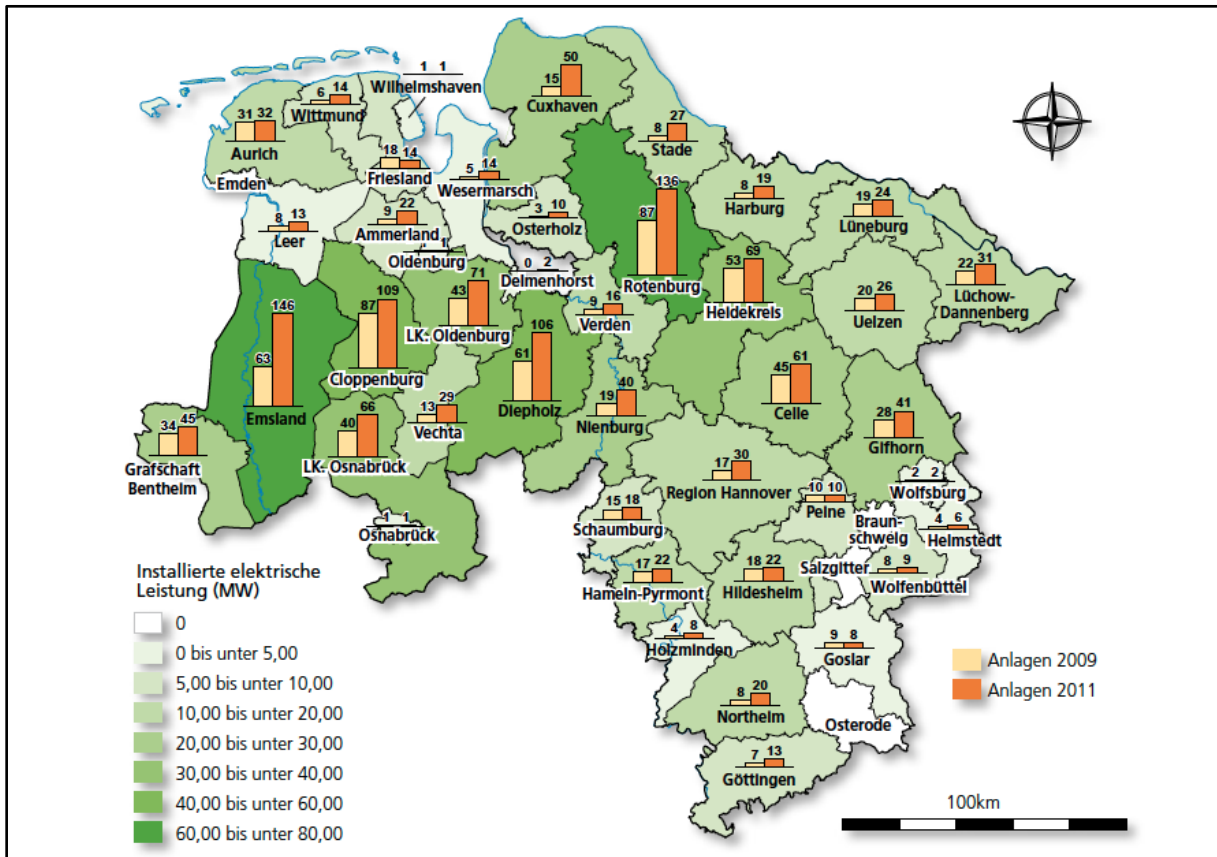 1 1
Wilhelmshaven
6 14
Wittmund
31 32
Aurich
Emden
18 14
Friesland
5 14
Wesermarsch
15 50
Cuxhaven
8 27
Stade
8 13
Leer
9 22
Ammerland
1
Oldenburg
3 10
Osterholz
87 136
Rotenburg
8 19
Harburg
19 24
Lüneburg
22 31
Lüchow-
Dannenberg
0 2
Delmenhorst
53 69
Heidekreis
20 26
Uelzen
63 146
Emsland
87 109
Cloppenburg
43 71
LK. Oldenburg
9 16
Verden
61 106
Diepholz
19 40
Nienburg
45 61
Celle
28 41
Gifhorn
34 45
Grafschaft
Bentheim
40 66
LK. Osnabrück
13 29
Vechta
1 1
Osnabrück
17 30
Region Hannover
10 10
Peine
2 2
Wolfsburg
Braun-
schweig
4 6
Helmstedt
15 18
Schaumburg
17 22
Hameln-Pyrmont
18 22
Hildesheim
Salzgitter
8 9
Wolfenbüttel
4 8
Holzminden
9 8
Goslar
8 20
Northeim
Osterode
7 13
Göttingen
Installierte elektrische
Leistung (MW)
0
0 bis unter 5,00
5,00 bis unter 10,00
10,00 bis unter 20,00
20,00 bis unter 30,00
30,00 bis unter 40,00
40,00 bis unter 60,00
60,00 bis unter 80,00
Anlagen 2009
Anlagen 2011
100km